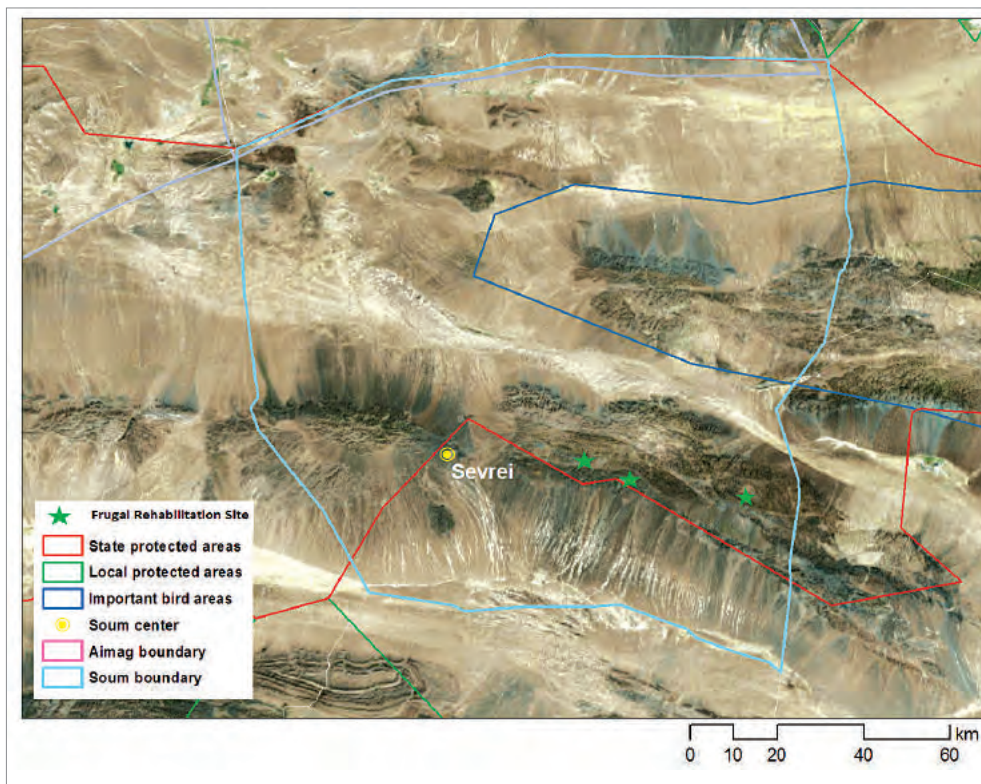 Sevrei
Frugal Rehabilitation Site
State protected areas
Local protected areas
Important bird areas
Soum center
Aimag boundary
Soum boundary
km
0 10 20 40 60